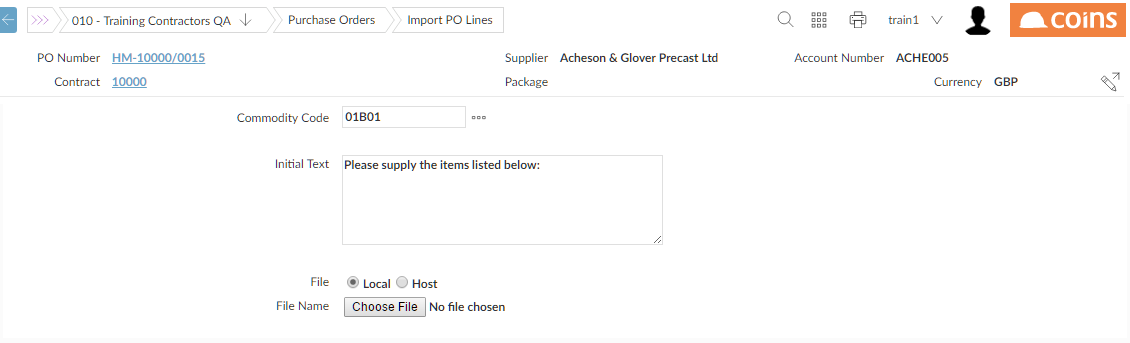 010 - Training Contractors QA Purchase Orders Import PO Lines train1 COINS
PO Number HM-10000/0015 Supplier Acheson & Glover Precast Ltd Account Number ACHE005
Contract 10000 Package Currency GBP
Commodity Code 01B01
Initial Text Please supply the items listed below:
File Local Host
File Name Choose File No file chosen